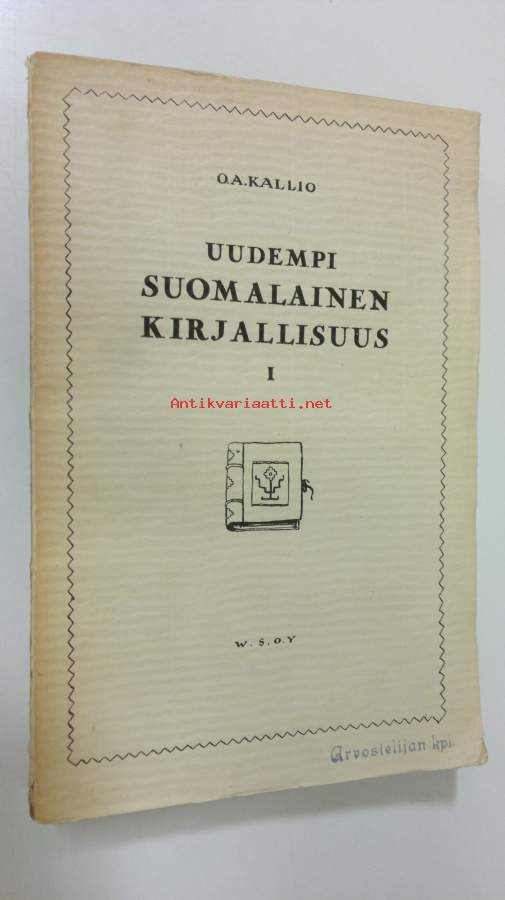 O.A.KALLIO
UUDEMPI
SUOMALAINEN
KIRJALLISUUS
I
Antikvariaatti.net
W.S.O.Y
Arvostelijan kpl